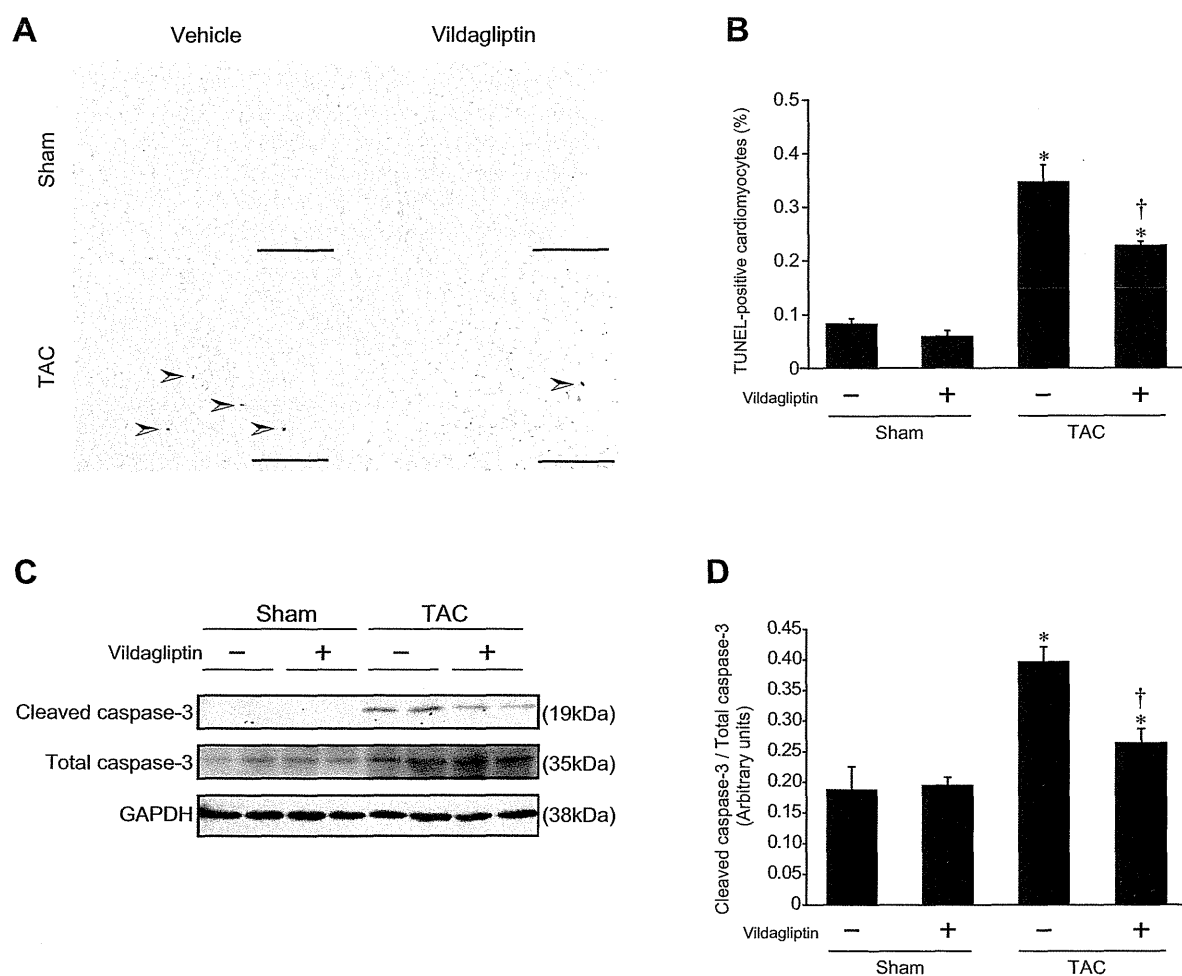 A
Vehicle Vildagliptin
Sham
TAC
B
TUNEL-positive cardiomyocytes (%)
0.5
0.4
0.3
0.2
0.1
0
*
†
*
Vildagliptin − + − +
Sham TAC
C
Sham TAC
Vildagliptin − + − +
Cleaved caspase-3 (19kDa)
Total caspase-3 (35kDa)
GAPDH (38kDa)
D
Cleaved caspase-3 / Total caspase-3
(Arbitrary units)
0.45
0.40
0.35
0.30
0.25
0.20
0.15
0.10
0.05
0
*
†
*
Vildagliptin − + − +
Sham TAC